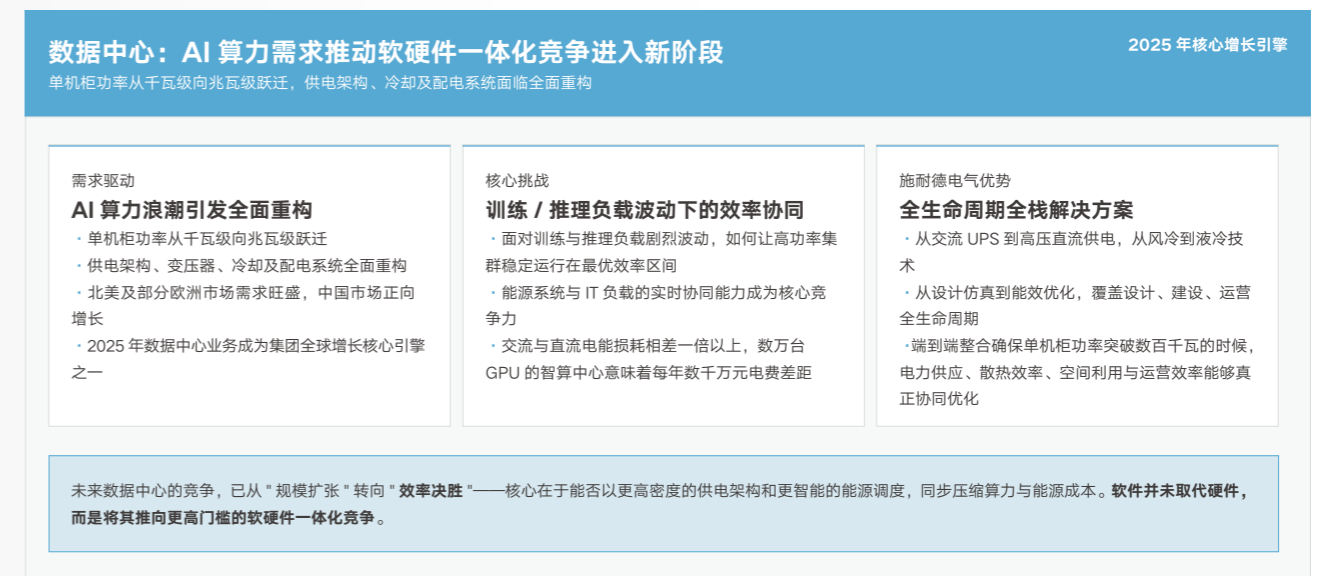 数据中心：AI 算力需求推动软硬件一体化竞争进入新阶段
2025 年核心增长引擎
单机柜功率从千瓦级向兆瓦级跃迁，供电架构、冷却及配电系统面临全面重构
需求驱动
AI 算力浪潮引发全面重构
· 单机柜功率从千瓦级向兆瓦级跃迁
· 供电架构、变压器、冷却及配电系统全面重构
· 北美及部分欧洲市场需求旺盛，中国市场正向
增长
· 2025 年数据中心业务成为集团全球增长核心引擎
之一
核心挑战
训练 / 推理负载波动下的效率协同
· 面对训练与推理负载剧烈波动，如何让高功率集
群稳定运行在最优效率区间
· 能源系统与 IT 负载的实时协同能力成为核心竞
争力
· 交流与直流电能损耗相差一倍以上，数万台
GPU 的智算中心意味着每年数千万元电费差距
施耐德电气优势
全生命周期全栈解决方案
· 从交流 UPS 到高压直流供电，从风冷到液冷技
术
· 从设计仿真到能效优化，覆盖设计、建设、运营
全生命周期
·端到端整合确保单机柜功率突破数百千瓦的时候，
电力供应、散热效率、空间利用与运营效率能够真
正协同优化
未来数据中心的竞争，已从 " 规模扩张 " 转向 " 效率决胜 "——核心在于能否以更高密度的供电架构和更智能的能源调度，同步压缩算力与能源成本。软件并未取代硬件，
而是将其推向更高门槛的软硬件一体化竞争。